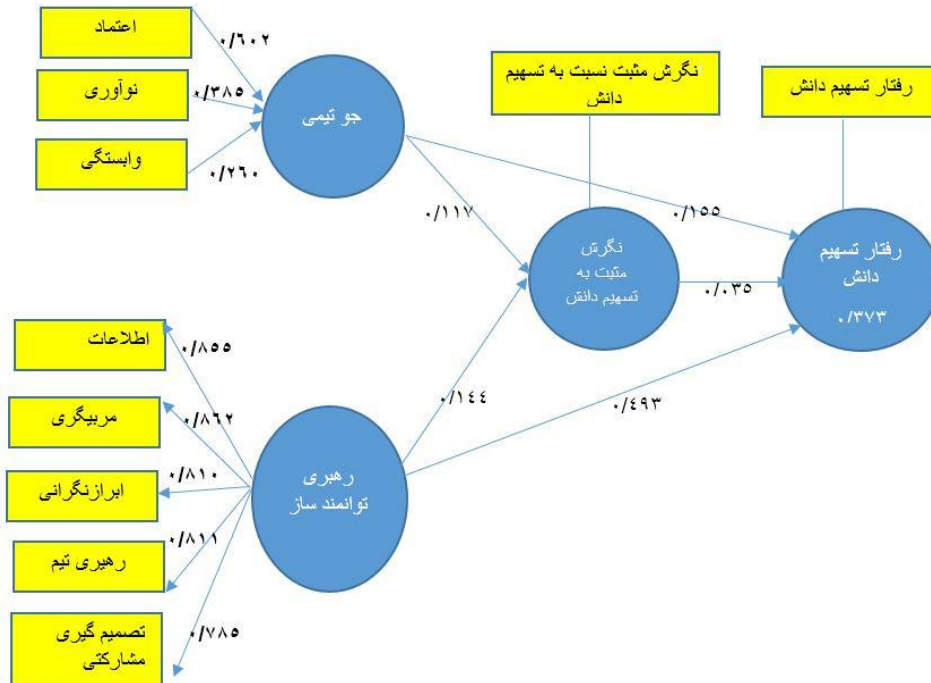 اعتماد
۰/۶۰۲
نوآوری
۰/۳۸۵
وابستگی
۰/۲۶۰
جو تیمی
نگرش مثبت نسبت به تسهیم
دانش
رفتار تسهیم دانش
۰/۱۱۷
۰/۱۵۵
نگرش
مثبت به
تسهیم دانش
۰/۰۳۵
رفتار تسهیم
دانش
۰/۳۷۳
اطلاعات
۰/۸۵۵
مربیگری
۰/۸۶۲
ابرازنگرانی
۰/۸۱۰
رهبری تیم
۰/۸۱۱
تصمیم گیری
مشارکتی
۰/۷۸۵
رهبری
توانمند ساز
۰/۱٤٤
۰/٤۹۳